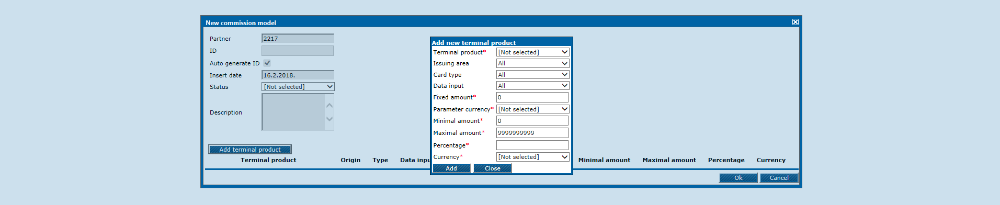 New commission model
Partner 2217
ID
Auto generate ID
Insert date 16.2.2018.
Status [Not selected]
Description
Add terminal product
Terminal product Origin Type Data inpu Minimal amount Maximal amount Percentage Currency
Add new terminal product
Terminal product* [Not selected]
Issuing area All
Card type All
Data input All
Fixed amount* 0
Parameter currency* [Not selected]
Minimal amount* 0
Maximal amount* 9999999999
Percentage*
Currency* [Not selected]
Add Close
Ok Cancel